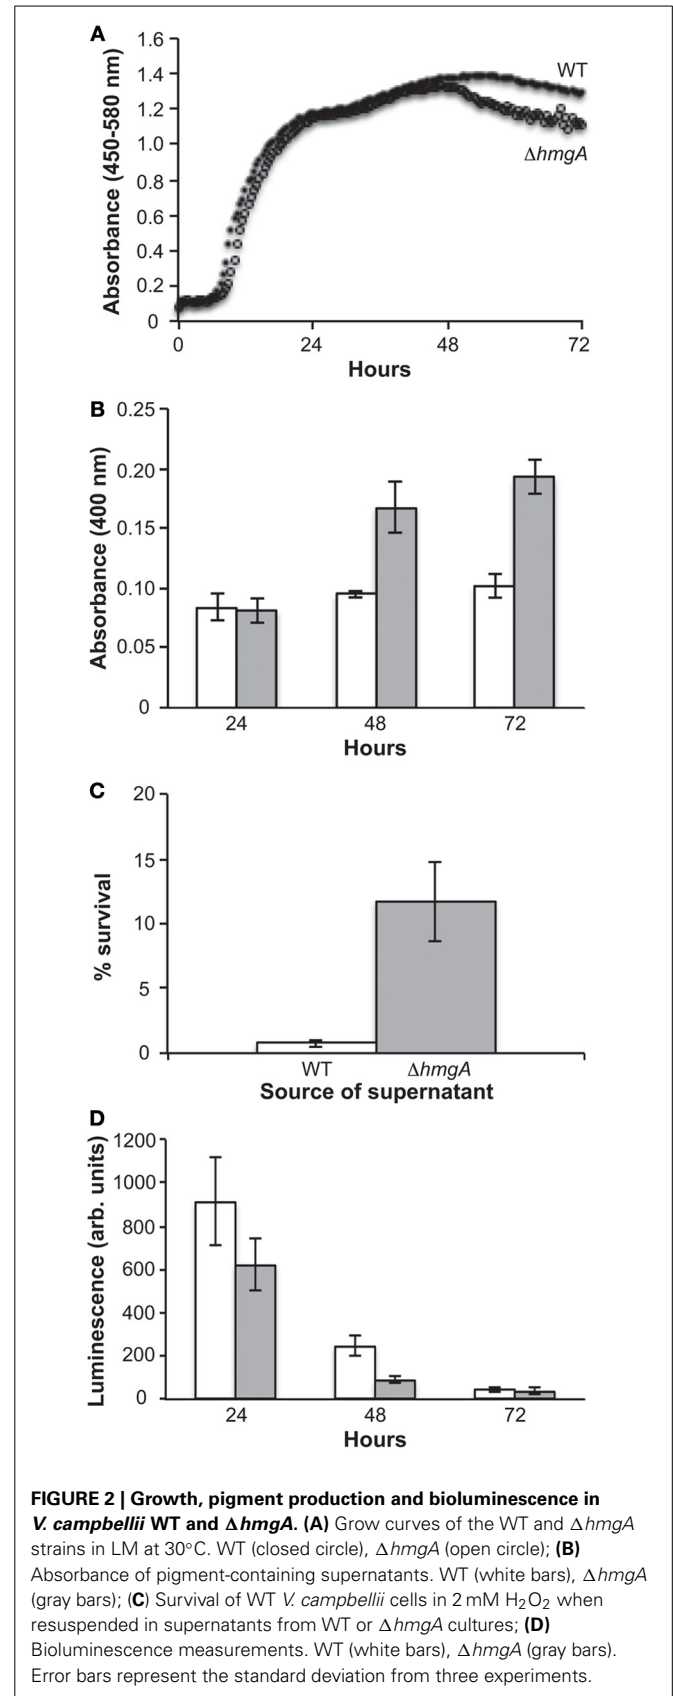 A
1.6
1.4
1.2
1.0
0.8
0.6
0.4
0.2
0
Absorbance (450-580 nm)
WT
ΔhmgA
0 24 48 72
Hours
B
0.25
0.20
0.15
0.10
0.05
0
Absorbance (400 nm)
24 48 72
Hours
C
20
15
10
5
0
% survival
WT ΔhmgA
Source of supernatant
D
1200
1000
800
600
400
200
0
Luminescence (arb. units)
24 48 72
Hours
FIGURE 2 | Growth, pigment production and bioluminescence in
V. campbellii WT and ΔhmgA. (A) Grow curves of the WT and ΔhmgA
strains in LM at 30°C. WT (closed circle), ΔhmgA (open circle); (B)
Absorbance of pigment-containing supernatants. WT (white bars), ΔhmgA
(gray bars); (C) Survival of WT V. campbellii cells in 2 mM H₂O₂ when
resuspended in supernatants from WT or ΔhmgA cultures; (D)
Bioluminescence measurements. WT (white bars), ΔhmgA (gray bars).
Error bars represent the standard deviation from three experiments.